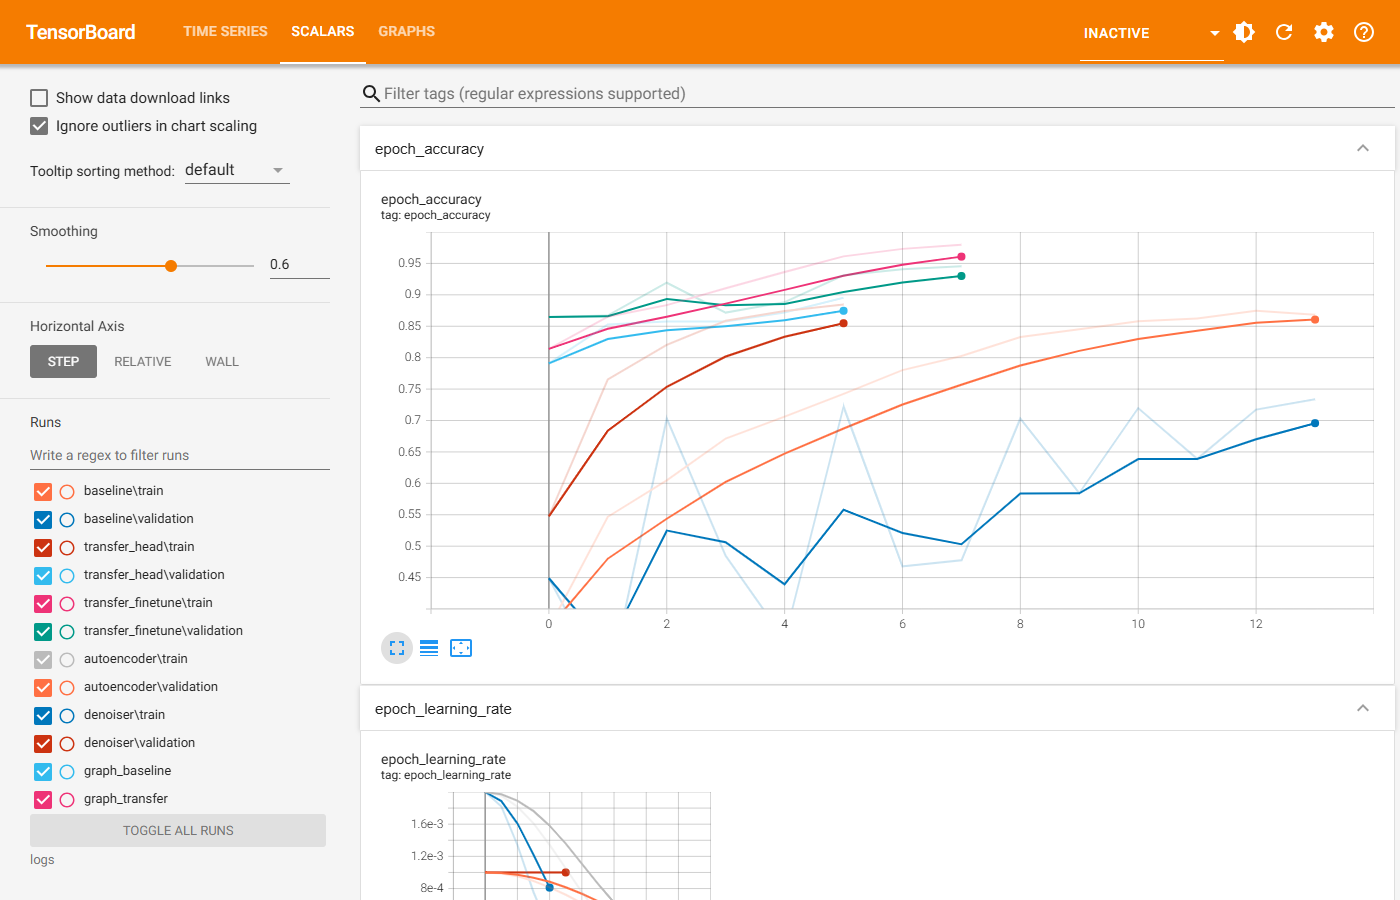 TensorBoard
TIME SERIES SCALARS GRAPHS
INACTIVE
Show data download links
Ignore outliers in chart scaling
Tooltip sorting method: default
Smoothing
0.6
Horizontal Axis
STEP RELATIVE WALL
Runs
Write a regex to filter runs
baseline\train
baseline\validation
transfer_head\train
transfer_head\validation
transfer_finetune\train
transfer_finetune\validation
autoencoder\train
autoencoder\validation
denoiser\train
denoiser\validation
graph_baseline
graph_transfer
TOGGLE ALL RUNS
logs
Filter tags (regular expressions supported)
epoch_accuracy
epoch_accuracy
tag: epoch_accuracy
0.95
0.9
0.85
0.8
0.75
0.7
0.65
0.6
0.55
0.5
0.45
0 2 4 6 8 10 12
epoch_learning_rate
epoch_learning_rate
tag: epoch_learning_rate
1.6e-3
1.2e-3
8e-4